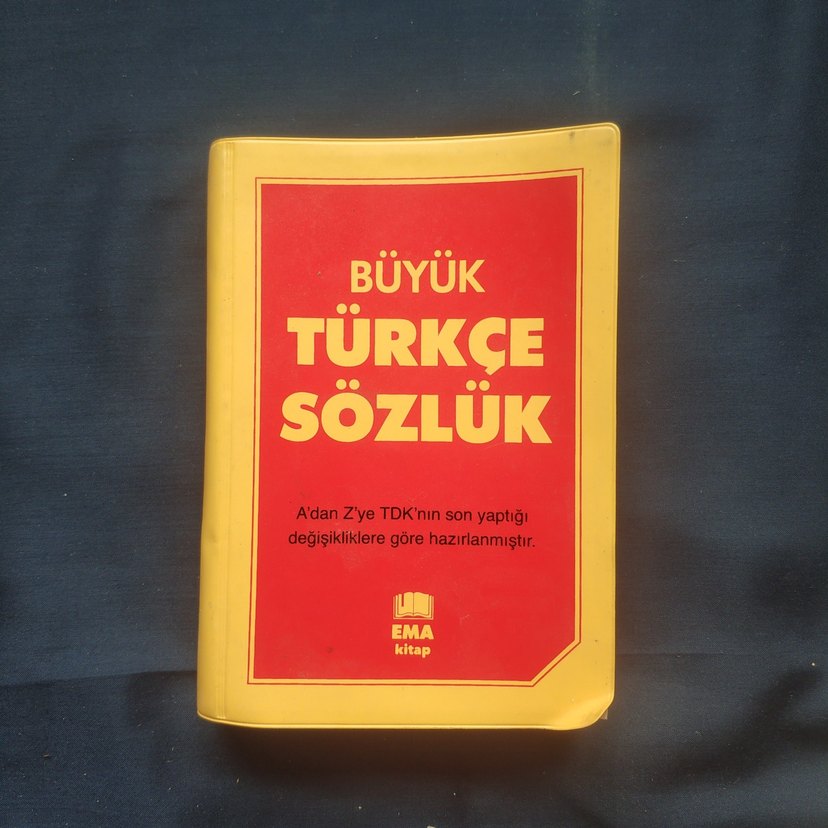 BÜYÜK
TÜRKÇE
SÖZLÜK
A'dan Z'ye TDK'nın son yaptığı
değişikliklere göre hazırlanmıştır.
EMA
kitap